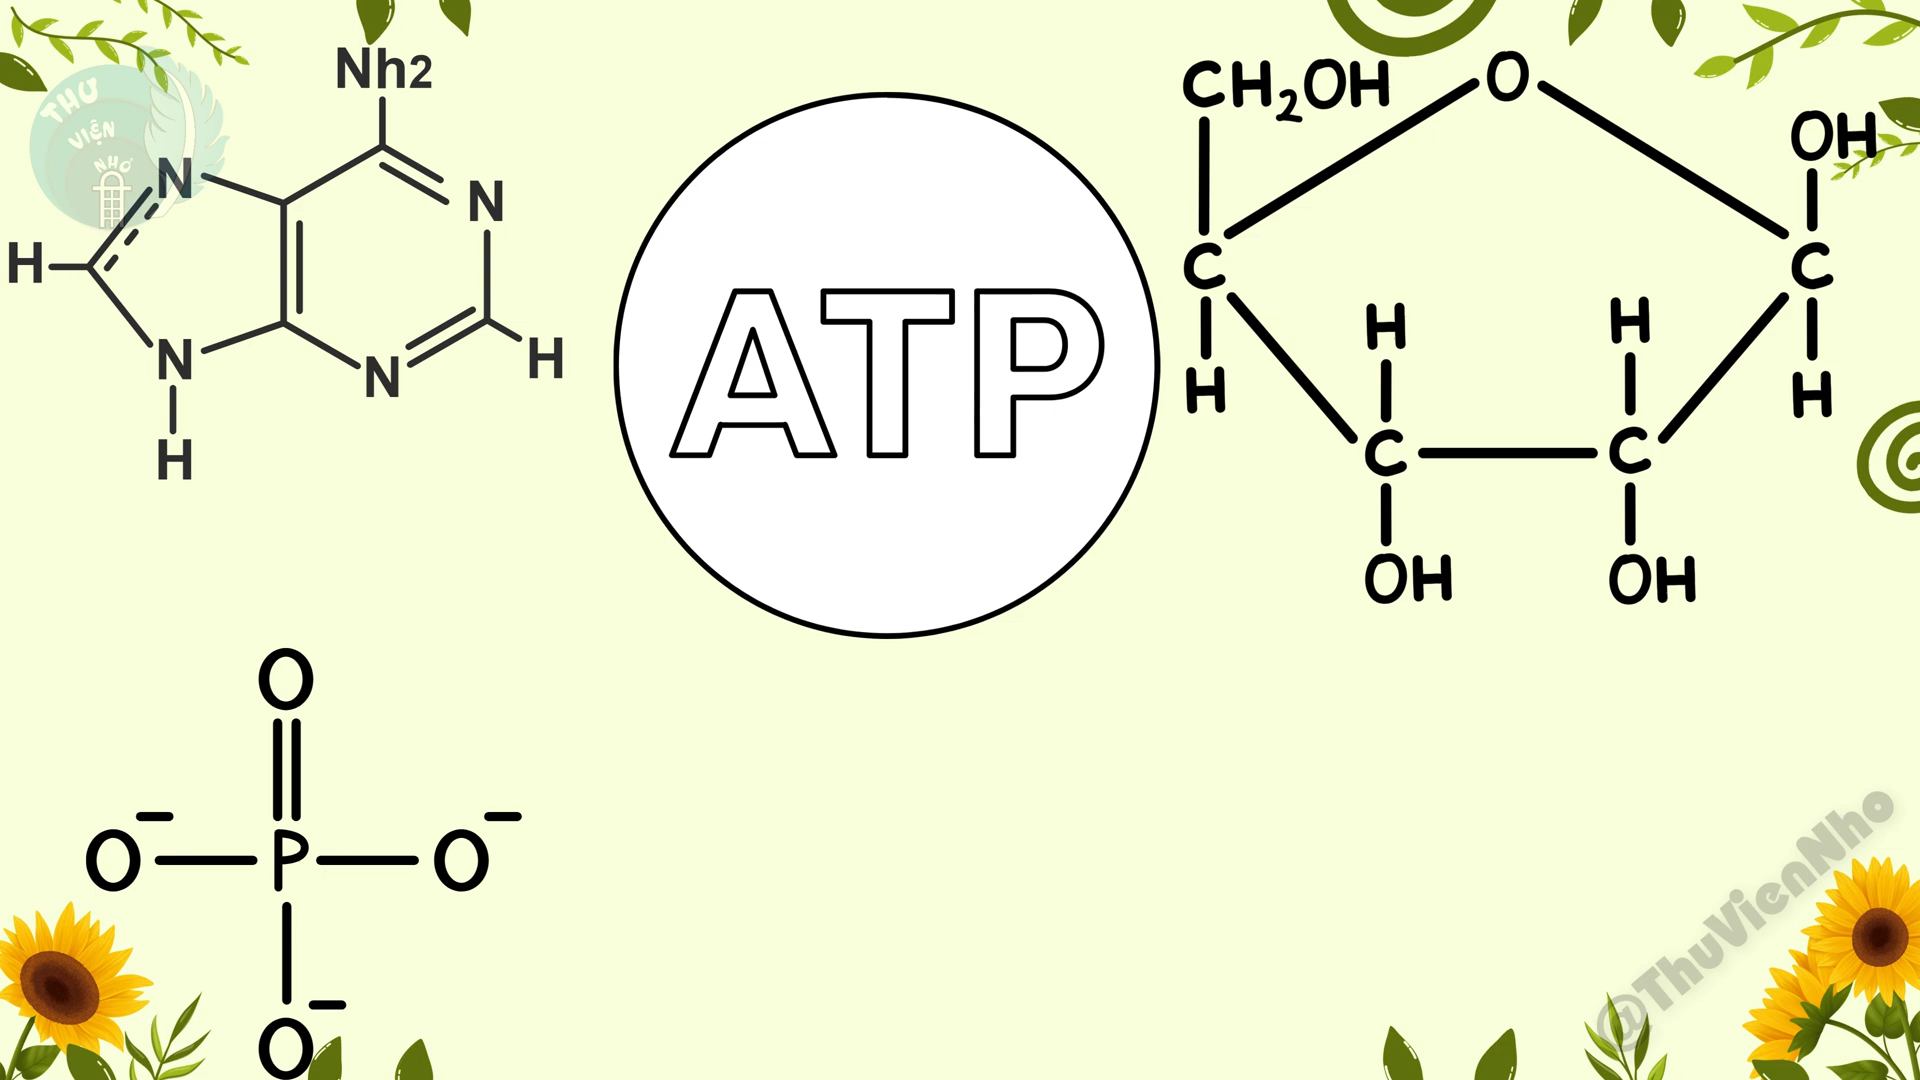 THƯ
VIỆN
NHỎ
Nh2
N
N
H
N
N
H
H
ATP
CH₂OH
O
OH
C
C
H
H
H
H
C
C
OH
OH
O
O⁻
P
O⁻
O⁻
@ThuVienNho